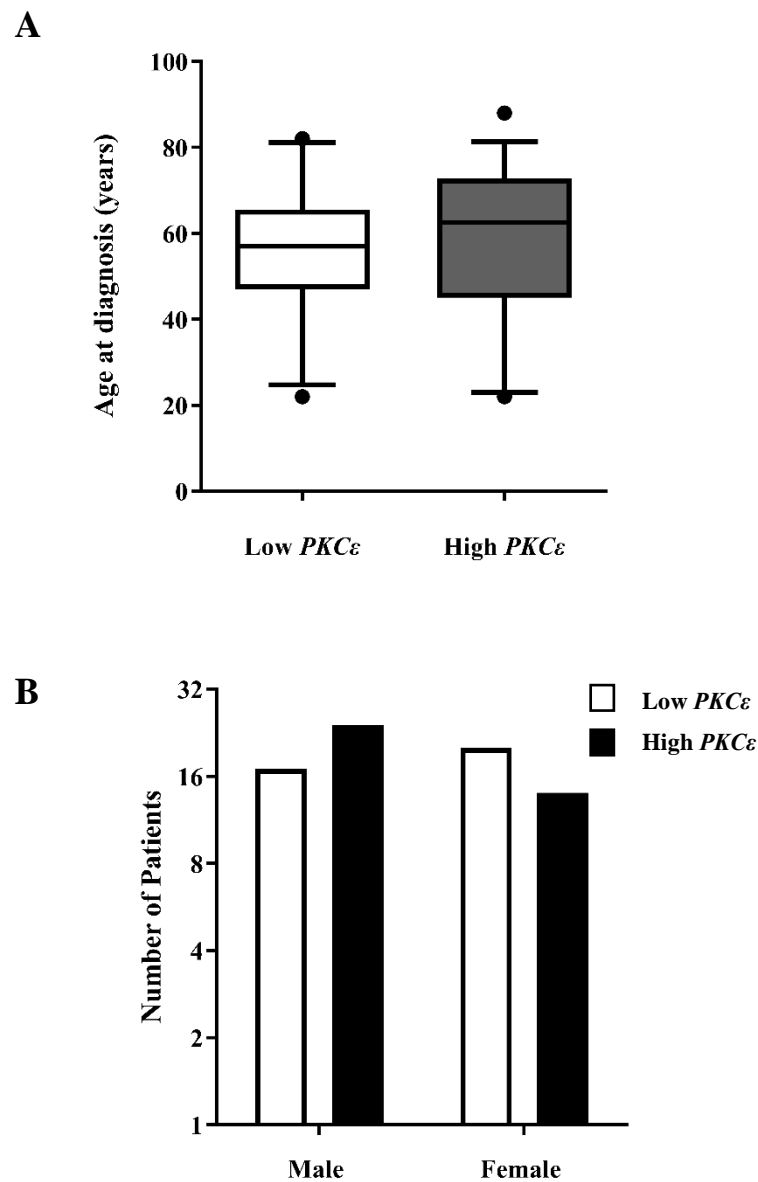 A
Age at diagnosis (years)
100
80
60
40
20
0
Low PKCε
High PKCε
B
Number of Patients
32
16
8
4
2
1
Male
Female
Low PKCε
High PKCε